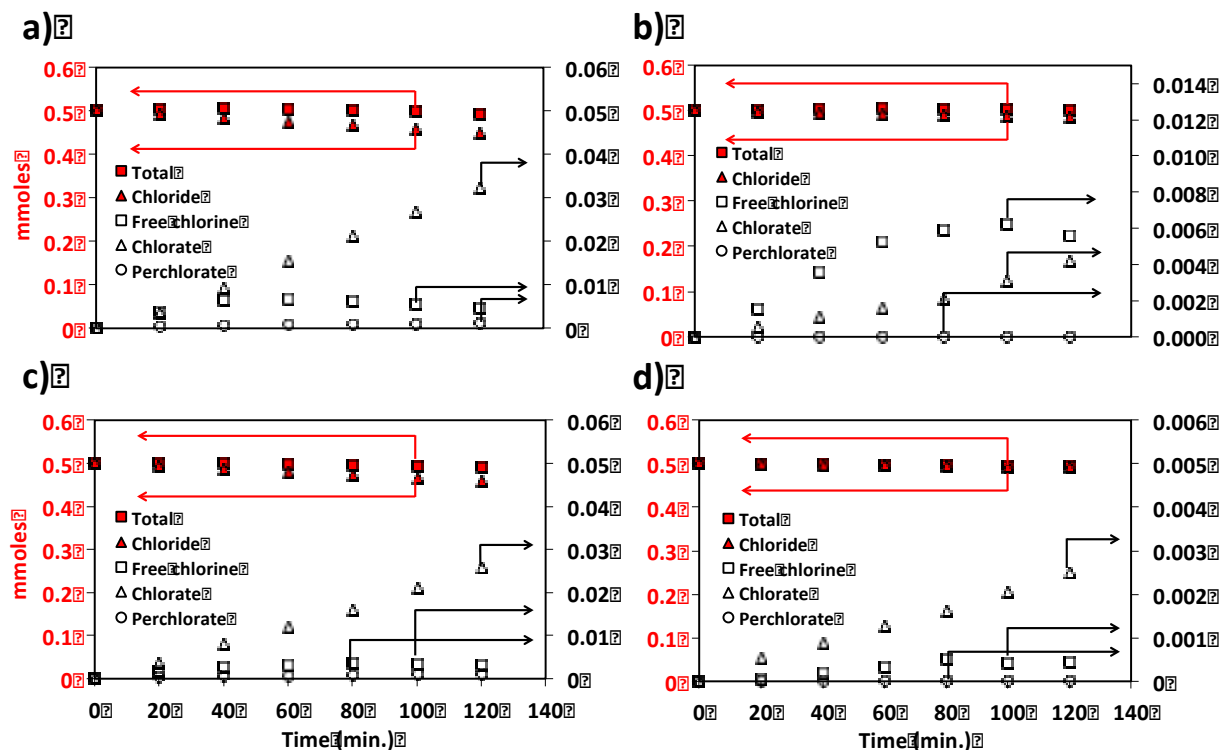 a)
b)
0.6
0.5
0.4
0.3
0.2
0.1
0
mmoles
Total
Chloride
Free chlorine
Chlorate
Perchlorate
0.06
0.05
0.04
0.03
0.02
0.01
0
0.6
0.5
0.4
0.3
0.2
0.1
0
Total
Chloride
Free chlorine
Chlorate
Perchlorate
0.014
0.012
0.010
0.008
0.006
0.004
0.002
0.000
c)
d)
0.6
0.5
0.4
0.3
0.2
0.1
0
mmoles
Total
Chloride
Free chlorine
Chlorate
Perchlorate
0.06
0.05
0.04
0.03
0.02
0.01
0
0 20 40 60 80 100 120 140
Time (min.)
0.6
0.5
0.4
0.3
0.2
0.1
0
Total
Chloride
Free chlorine
Chlorate
Perchlorate
0.006
0.005
0.004
0.003
0.002
0.001
0
0 20 40 60 80 100 120 140
Time (min.)